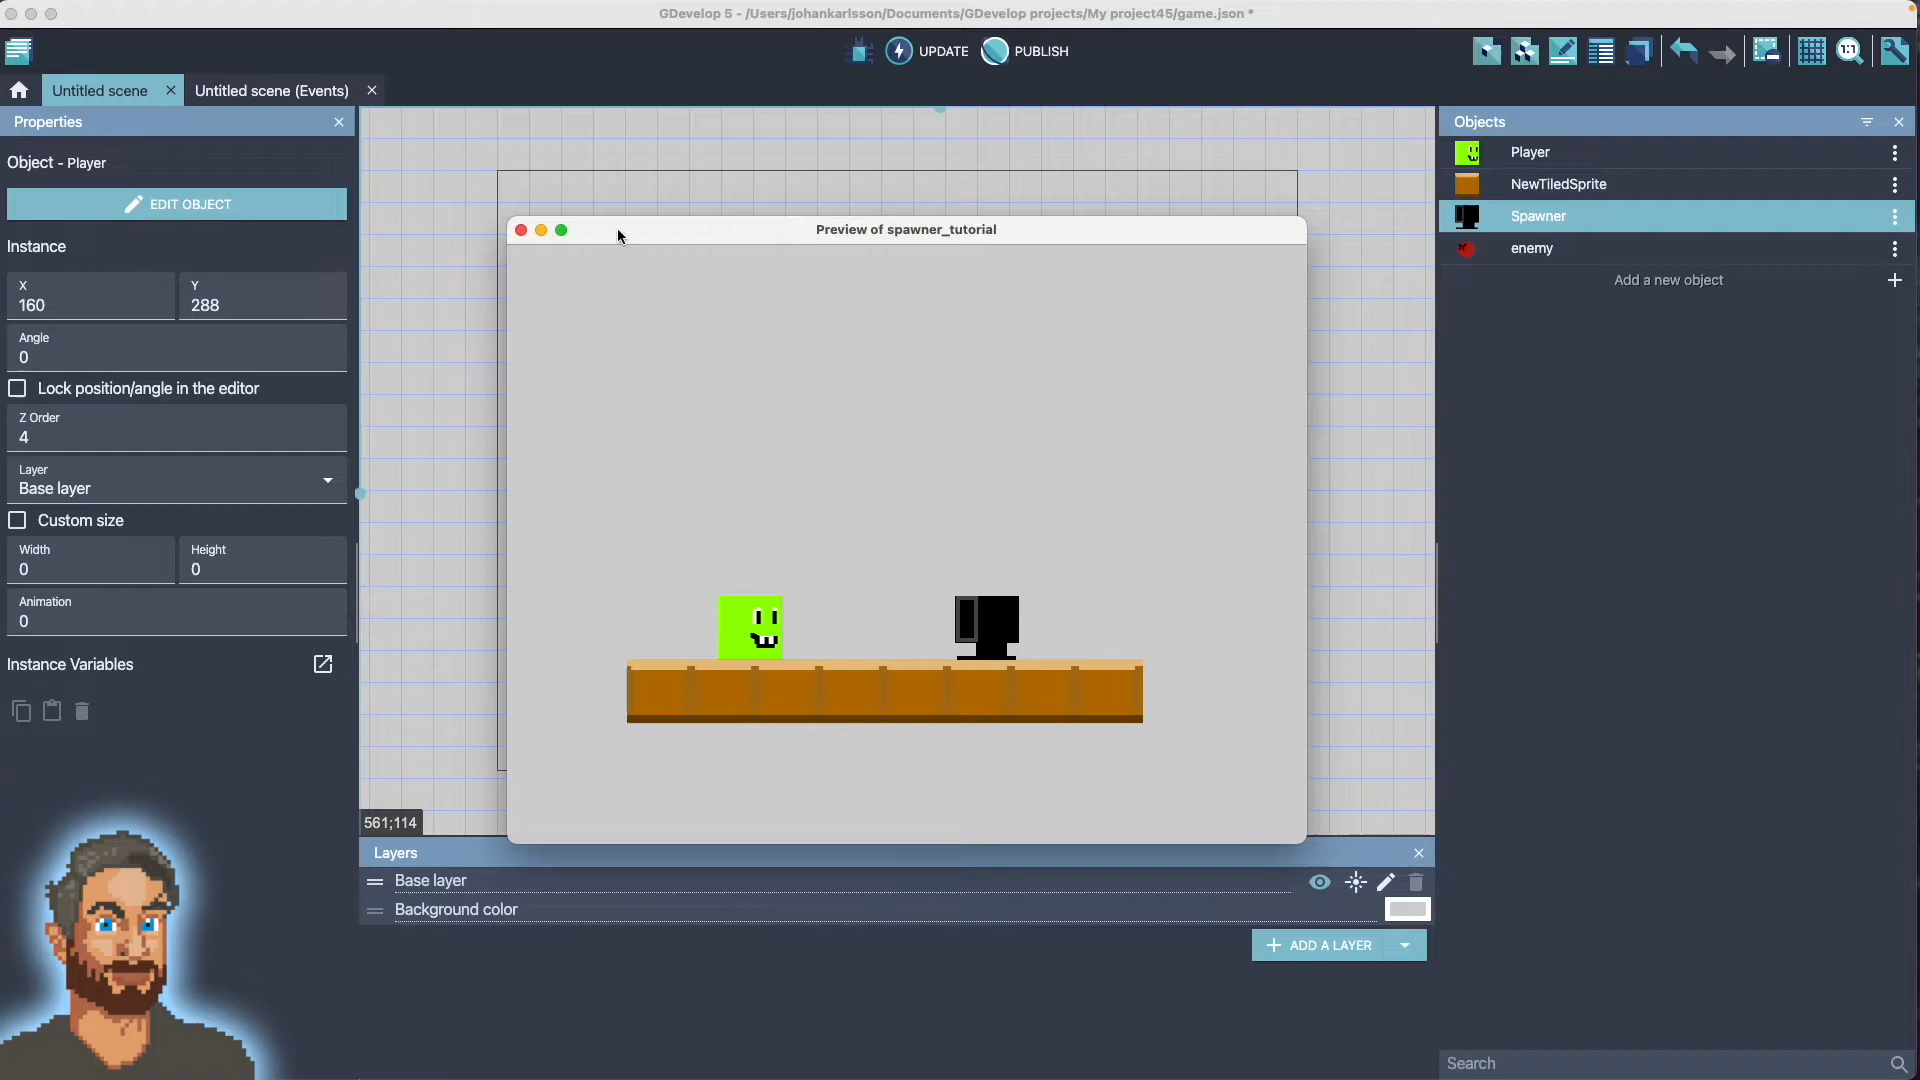 GDevelop 5 - /Users/johankarlsson/Documents/GDevelop projects/My project45/game.json *
UPDATE
PUBLISH
1:1
Untitled scene
Untitled scene (Events)
Properties
Object - Player
EDIT OBJECT
Instance
X
160
Y
288
Angle
0
Lock position/angle in the editor
Z Order
4
Layer
Base layer
Custom size
Width
0
Height
0
Animation
0
Instance Variables
Preview of spawner_tutorial
561;114
Layers
Base layer
Background color
ADD A LAYER
Objects
Player
NewTiledSprite
Spawner
enemy
Add a new object
Search